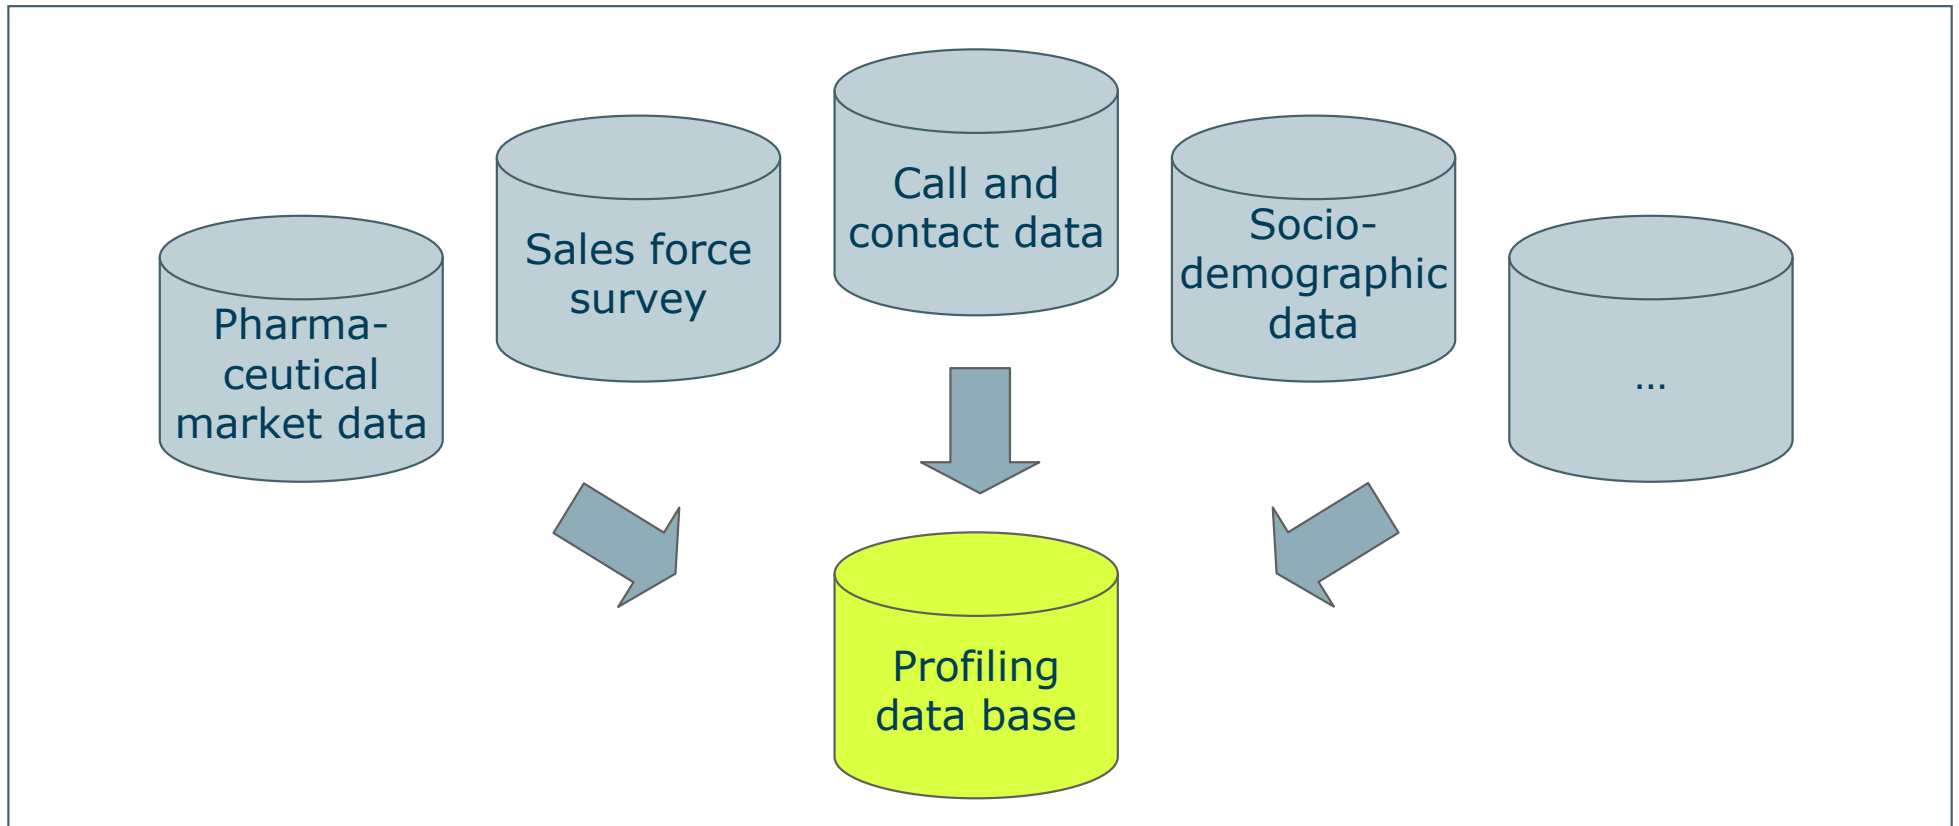 Pharma-
ceutical
market data
Sales force
survey
Call and
contact data
Socio-
demographic
data
...
Profiling
data base